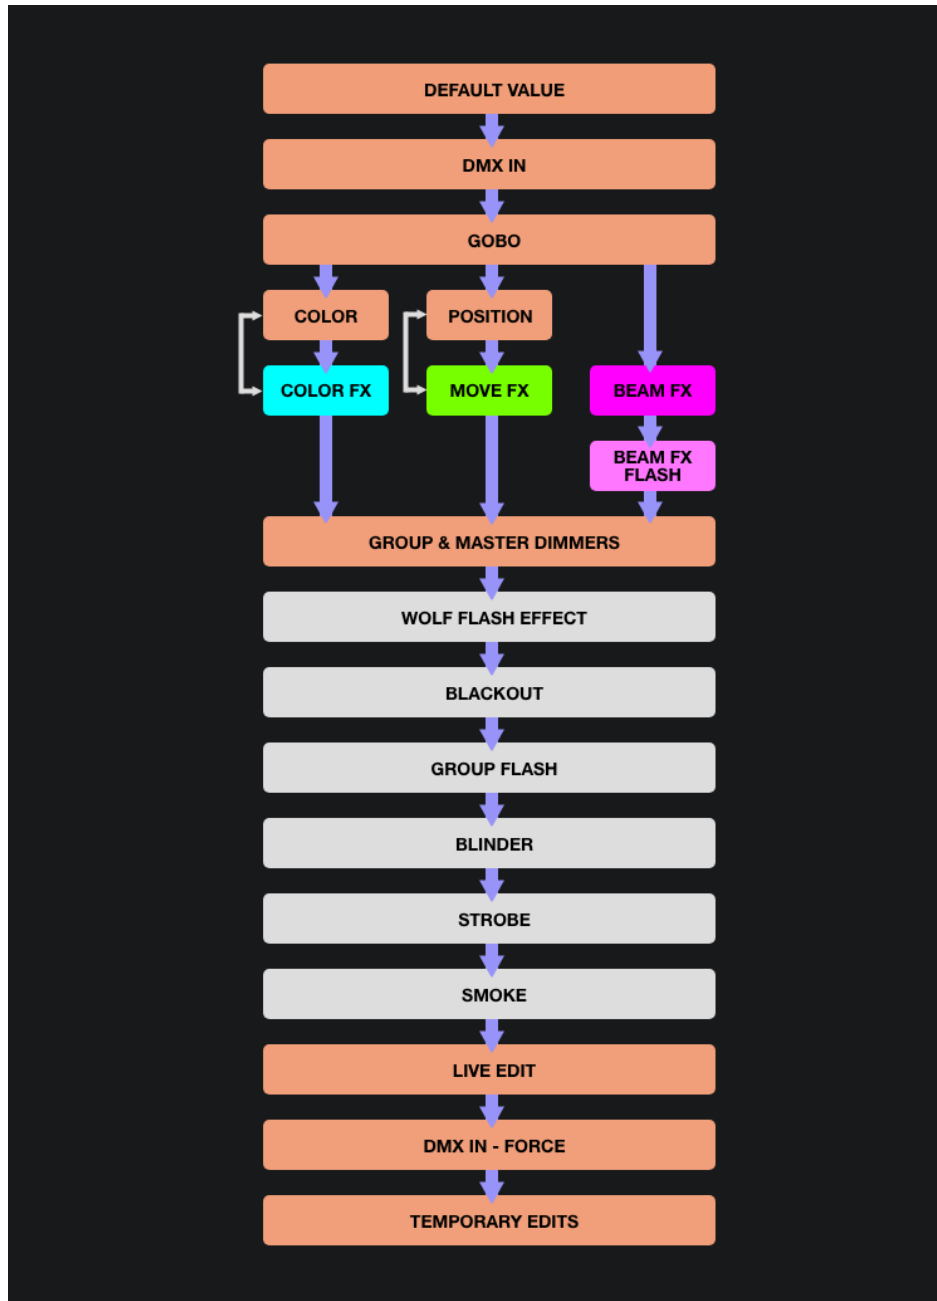 DEFAULT VALUE
DMX IN
GOBO
COLOR
POSITION
COLOR FX
MOVE FX
BEAM FX
BEAM FX
FLASH
GROUP & MASTER DIMMERS
WOLF FLASH EFFECT
BLACKOUT
GROUP FLASH
BLINDER
STROBE
SMOKE
LIVE EDIT
DMX IN - FORCE
TEMPORARY EDITS